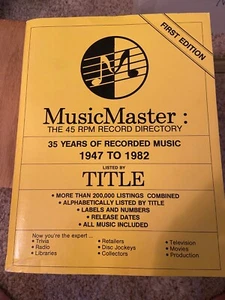 FIRST EDITION
MusicMaster :
THE 45 RPM RECORD DIRECTORY
35 YEARS OF RECORDED MUSIC
1947 TO 1982
LISTED BY
TITLE
• MORE THAN 200,000 LISTINGS COMBINED
• ALPHABETICALLY LISTED BY TITLE
• LABELS AND NUMBERS
• RELEASE DATES
• ALL MUSIC INCLUDED
Now you're the expert ...
• Trivia • Retailers • Television
• Radio • Disc Jockeys • Movies
• Libraries • Collectors • Production